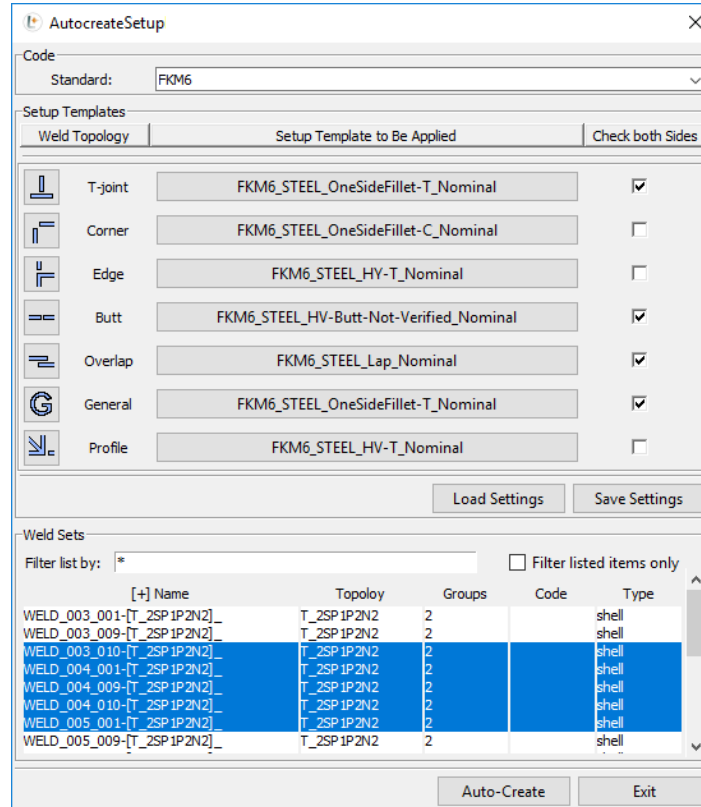 AutocreateSetup
Code
Standard: FKM6
Setup Templates
Weld Topology Setup Template to Be Applied Check both Sides
T-joint FKM6_STEEL_OneSideFillet-T_Nominal
Corner FKM6_STEEL_OneSideFillet-C_Nominal
Edge FKM6_STEEL_HY-T_Nominal
Butt FKM6_STEEL_HV-Butt-Not-Verified_Nominal
Overlap FKM6_STEEL_Lap_Nominal
G General FKM6_STEEL_OneSideFillet-T_Nominal
Profile FKM6_STEEL_HV-T_Nominal
Load Settings Save Settings
Weld Sets
Filter list by: * Filter listed items only
[+] Name Topoloy Groups Code Type
WELD_003_001-[T_2SP1P2N2]_ T_2SP1P2N2 2 shell
WELD_003_009-[T_2SP1P2N2]_ T_2SP1P2N2 2 shell
WELD_003_010-[T_2SP1P2N2]_ T_2SP1P2N2 2 shell
WELD_004_001-[T_2SP1P2N2]_ T_2SP1P2N2 2 shell
WELD_004_009-[T_2SP1P2N2]_ T_2SP1P2N2 2 shell
WELD_004_010-[T_2SP1P2N2]_ T_2SP1P2N2 2 shell
WELD_005_001-[T_2SP1P2N2]_ T_2SP1P2N2 2 shell
WELD_005_009-[T_2SP1P2N2]_ T_2SP1P2N2 2 shell
Auto-Create Exit